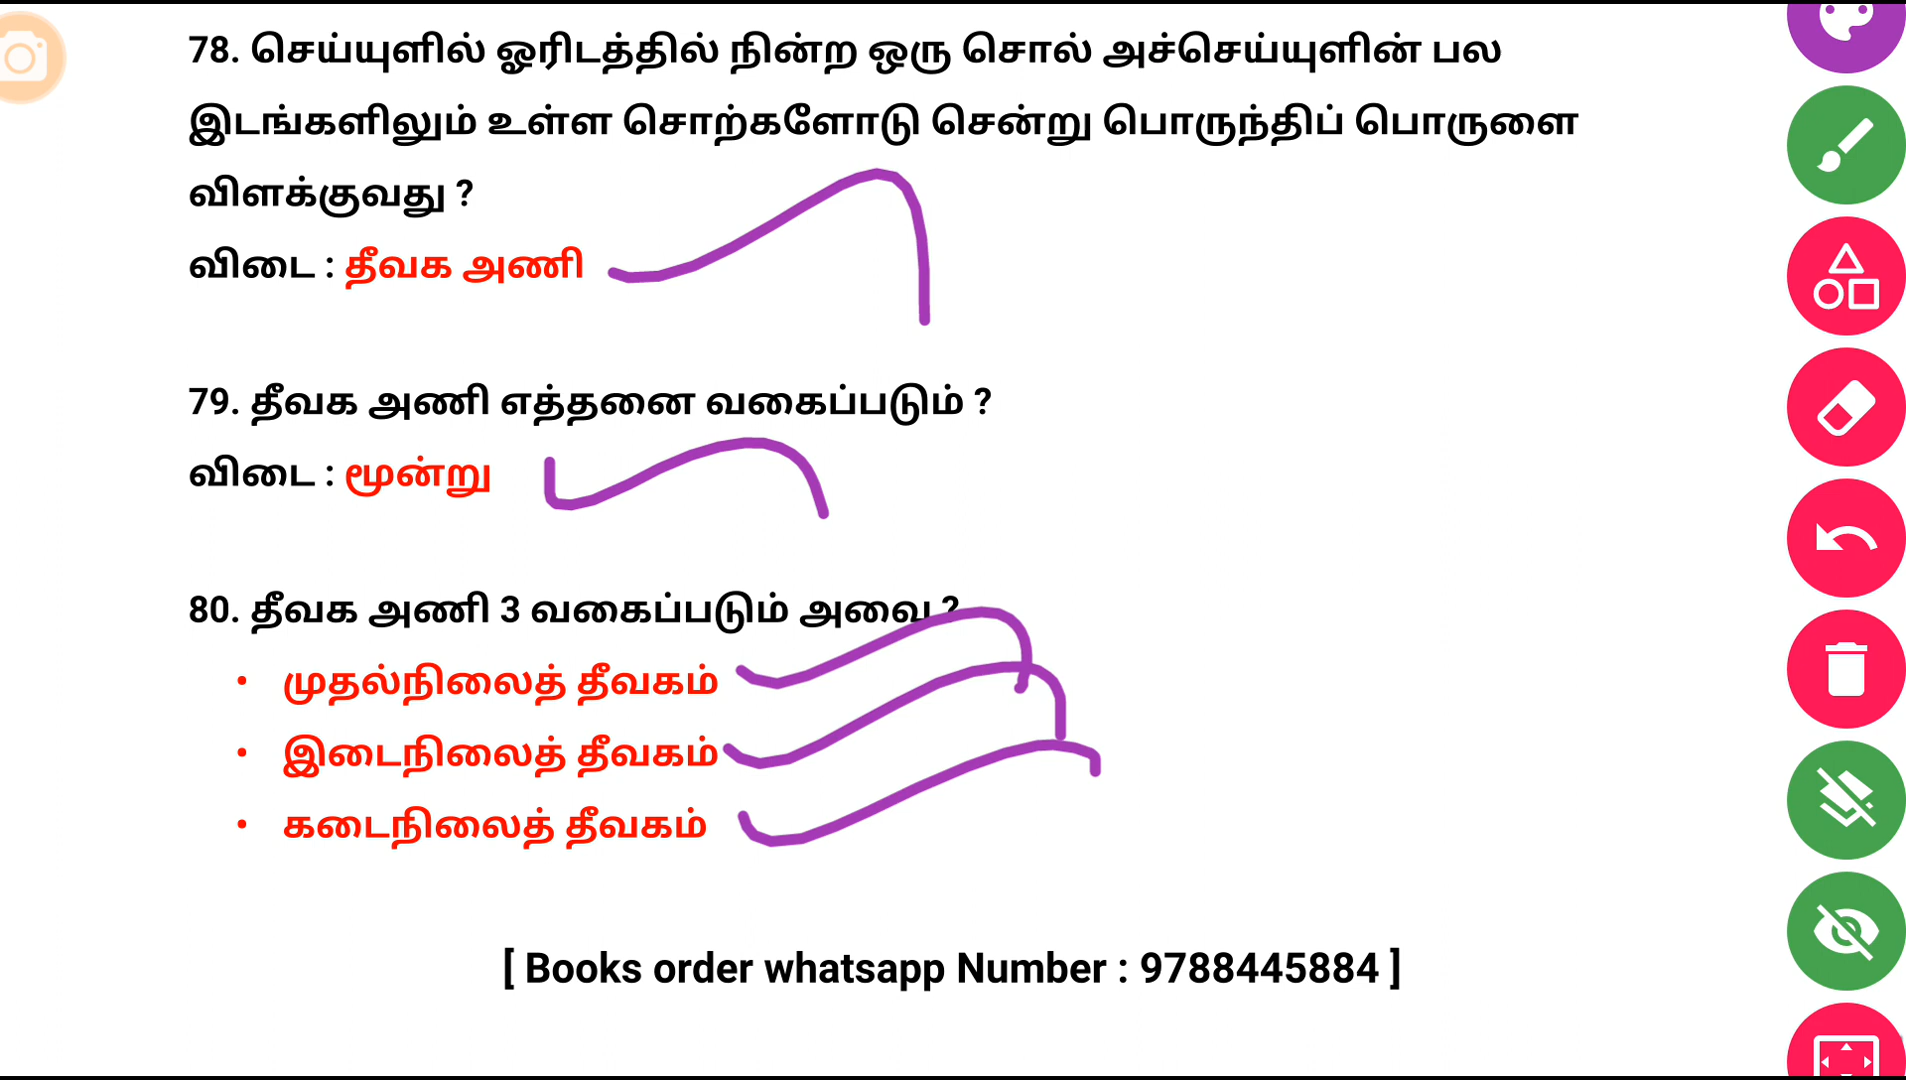 78. செய்யுளில் ஓரிடத்தில் நின்ற ஒரு சொல் அச்செய்யுளின் பல
இடங்களிலும் உள்ள சொற்களோடு சென்று பொருந்திப் பொருளை
விளக்குவது ?
விடை : தீவக அணி
79. தீவக அணி எத்தனை வகைப்படும் ?
விடை : மூன்று
80. தீவக அணி 3 வகைப்படும் அவை ?
• முதல்நிலைத் தீவகம்
• இடைநிலைத் தீவகம்
• கடைநிலைத் தீவகம்
[ Books order whatsapp Number : 9788445884 ]